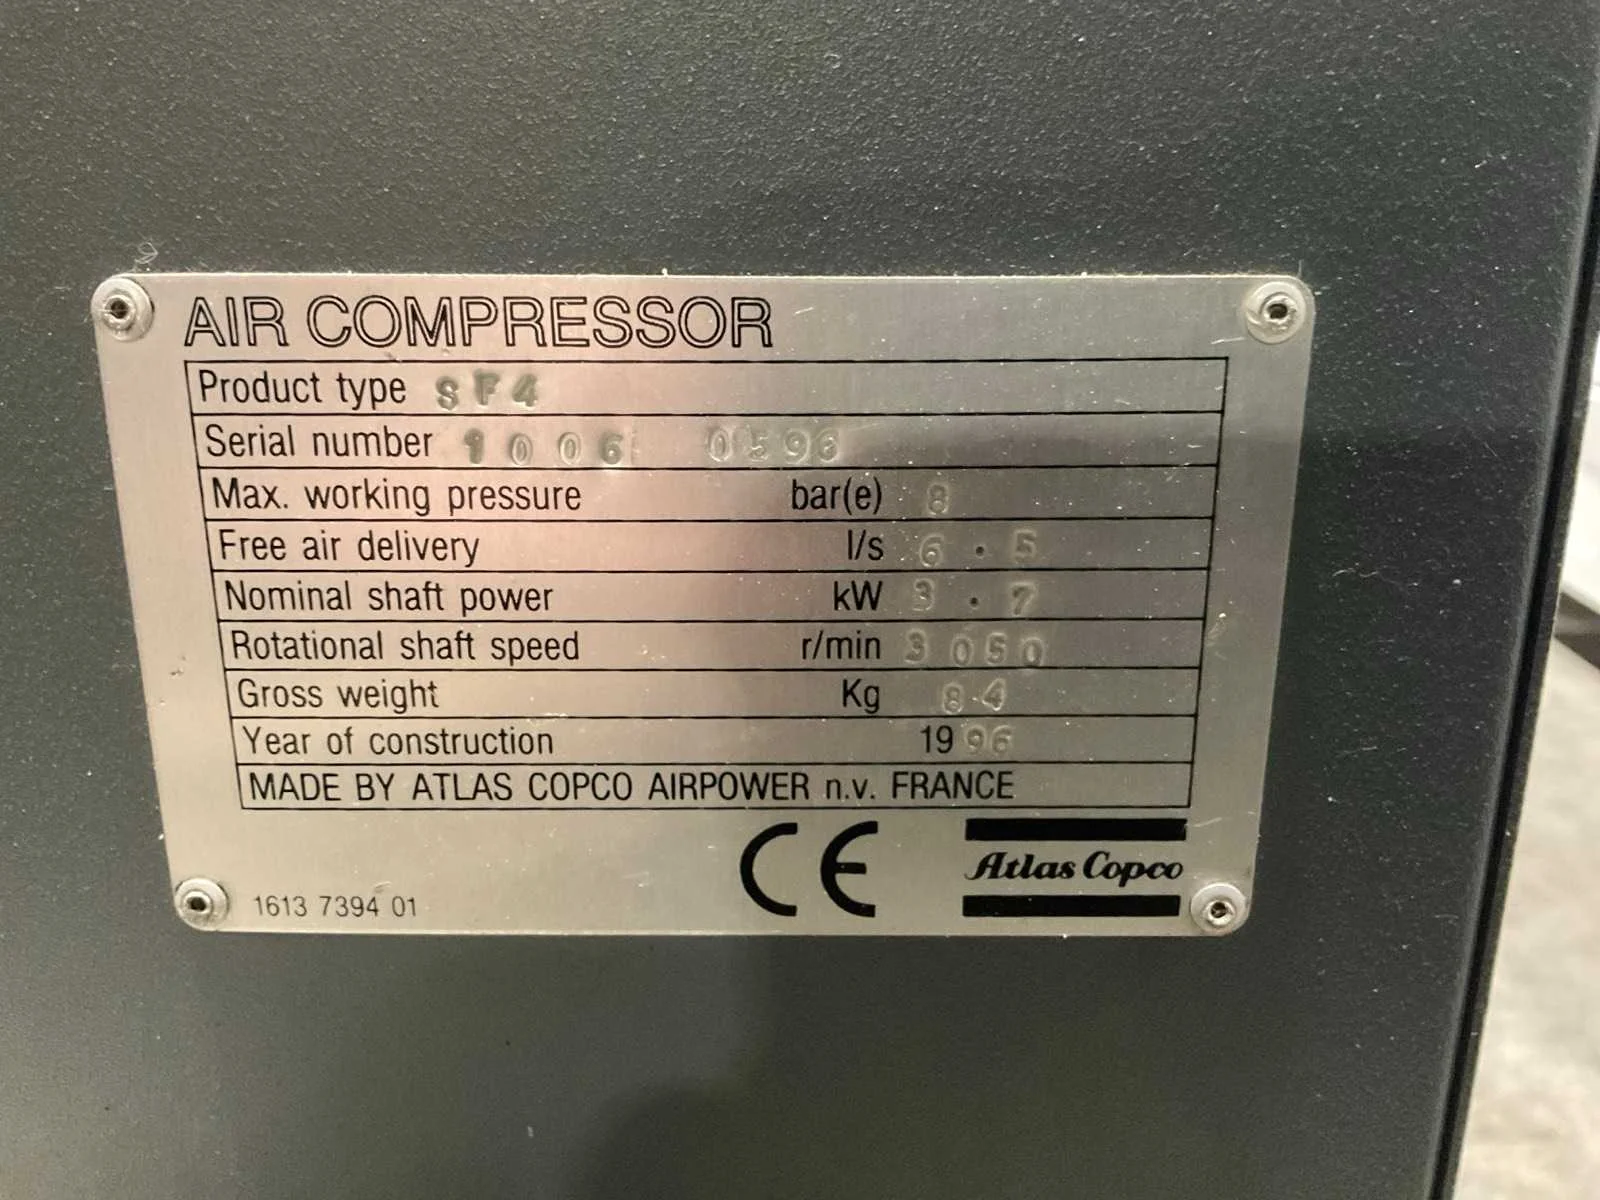 AIR COMPRESSOR
Product type SF4
Serial number 1006 0596
Max. working pressure bar(e) 8
Free air delivery l/s 6.5
Nominal shaft power kW 3.7
Rotational shaft speed r/min 3050
Gross weight Kg 84
Year of construction 1996
MADE BY ATLAS COPCO AIRPOWER n.v. FRANCE
CE
Atlas Copco
1613 7394 01